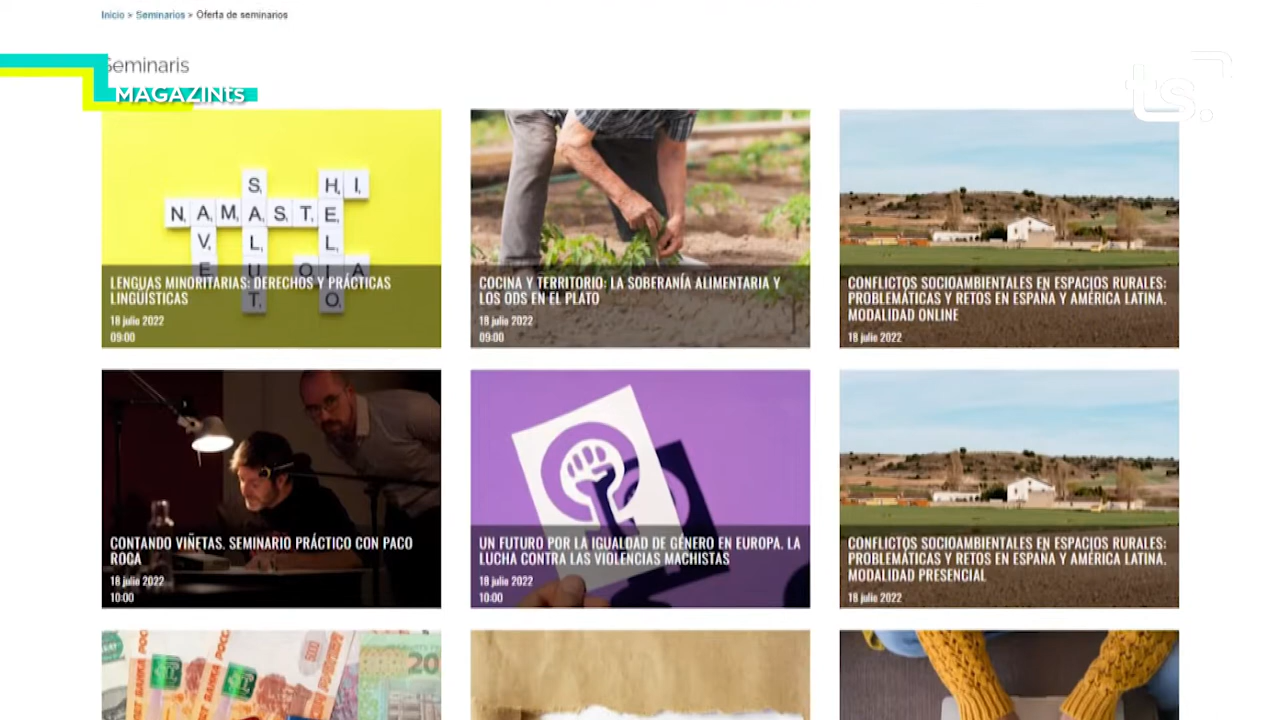 Inicio > Seminarios > Oferta de seminarios
Seminaris
MAGAZINts
ts.
S
H I
N A M A S T E
V L L
E U O L A
T O
LENGUAS MINORITARIAS: DERECHOS Y PRÁCTICAS
LINGÜÍSTICAS
18 julio 2022
09:00
COCINA Y TERRITORIO: LA SOBERANÍA ALIMENTARIA Y
LOS ODS EN EL PLATO
18 julio 2022
09:00
CONFLICTOS SOCIOAMBIENTALES EN ESPACIOS RURALES:
PROBLEMÁTICAS Y RETOS EN ESPAÑA Y AMÉRICA LATINA.
MODALIDAD ONLINE
18 julio 2022
CONTANDO VIÑETAS. SEMINARIO PRÁCTICO CON PACO
ROCA
18 julio 2022
10:00
UN FUTURO POR LA IGUALDAD DE GÉNERO EN EUROPA. LA
LUCHA CONTRA LAS VIOLENCIAS MACHISTAS
18 julio 2022
10:00
CONFLICTOS SOCIOAMBIENTALES EN ESPACIOS RURALES:
PROBLEMÁTICAS Y RETOS EN ESPAÑA Y AMÉRICA LATINA.
MODALIDAD PRESENCIAL
18 julio 2022